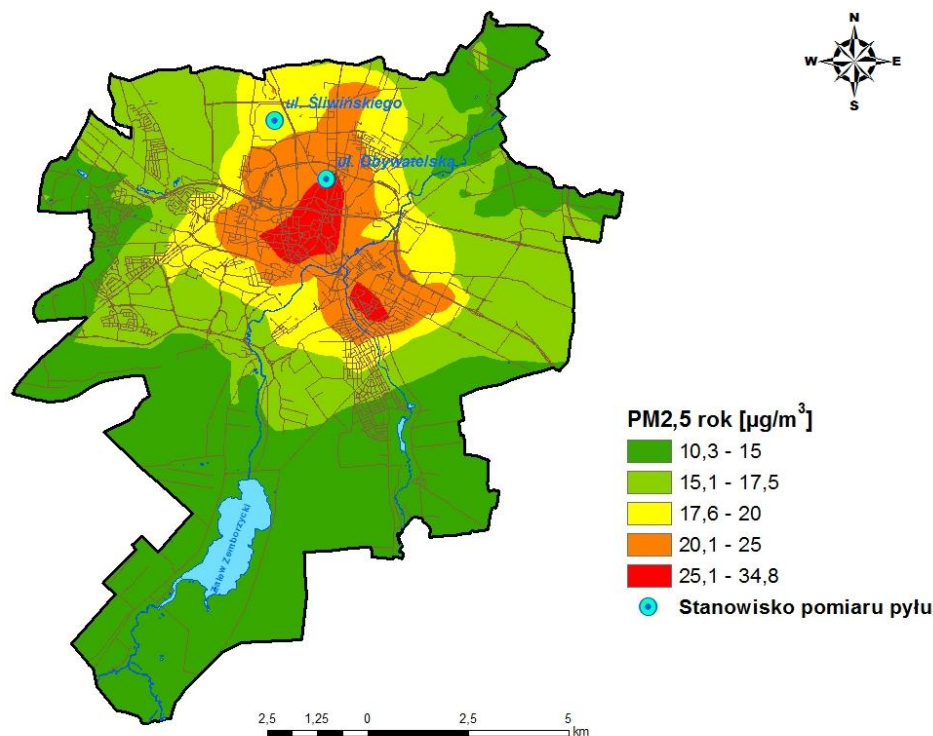 N
W E
S
ul. Śliwińskiego
ul. Obywatelska
Zalew Zemborzycki
PM2,5 rok [µg/m³]
10,3 - 15
15,1 - 17,5
17,6 - 20
20,1 - 25
25,1 - 34,8
Stanowisko pomiaru pyłu
2,5 1,25 0 2,5 5
km